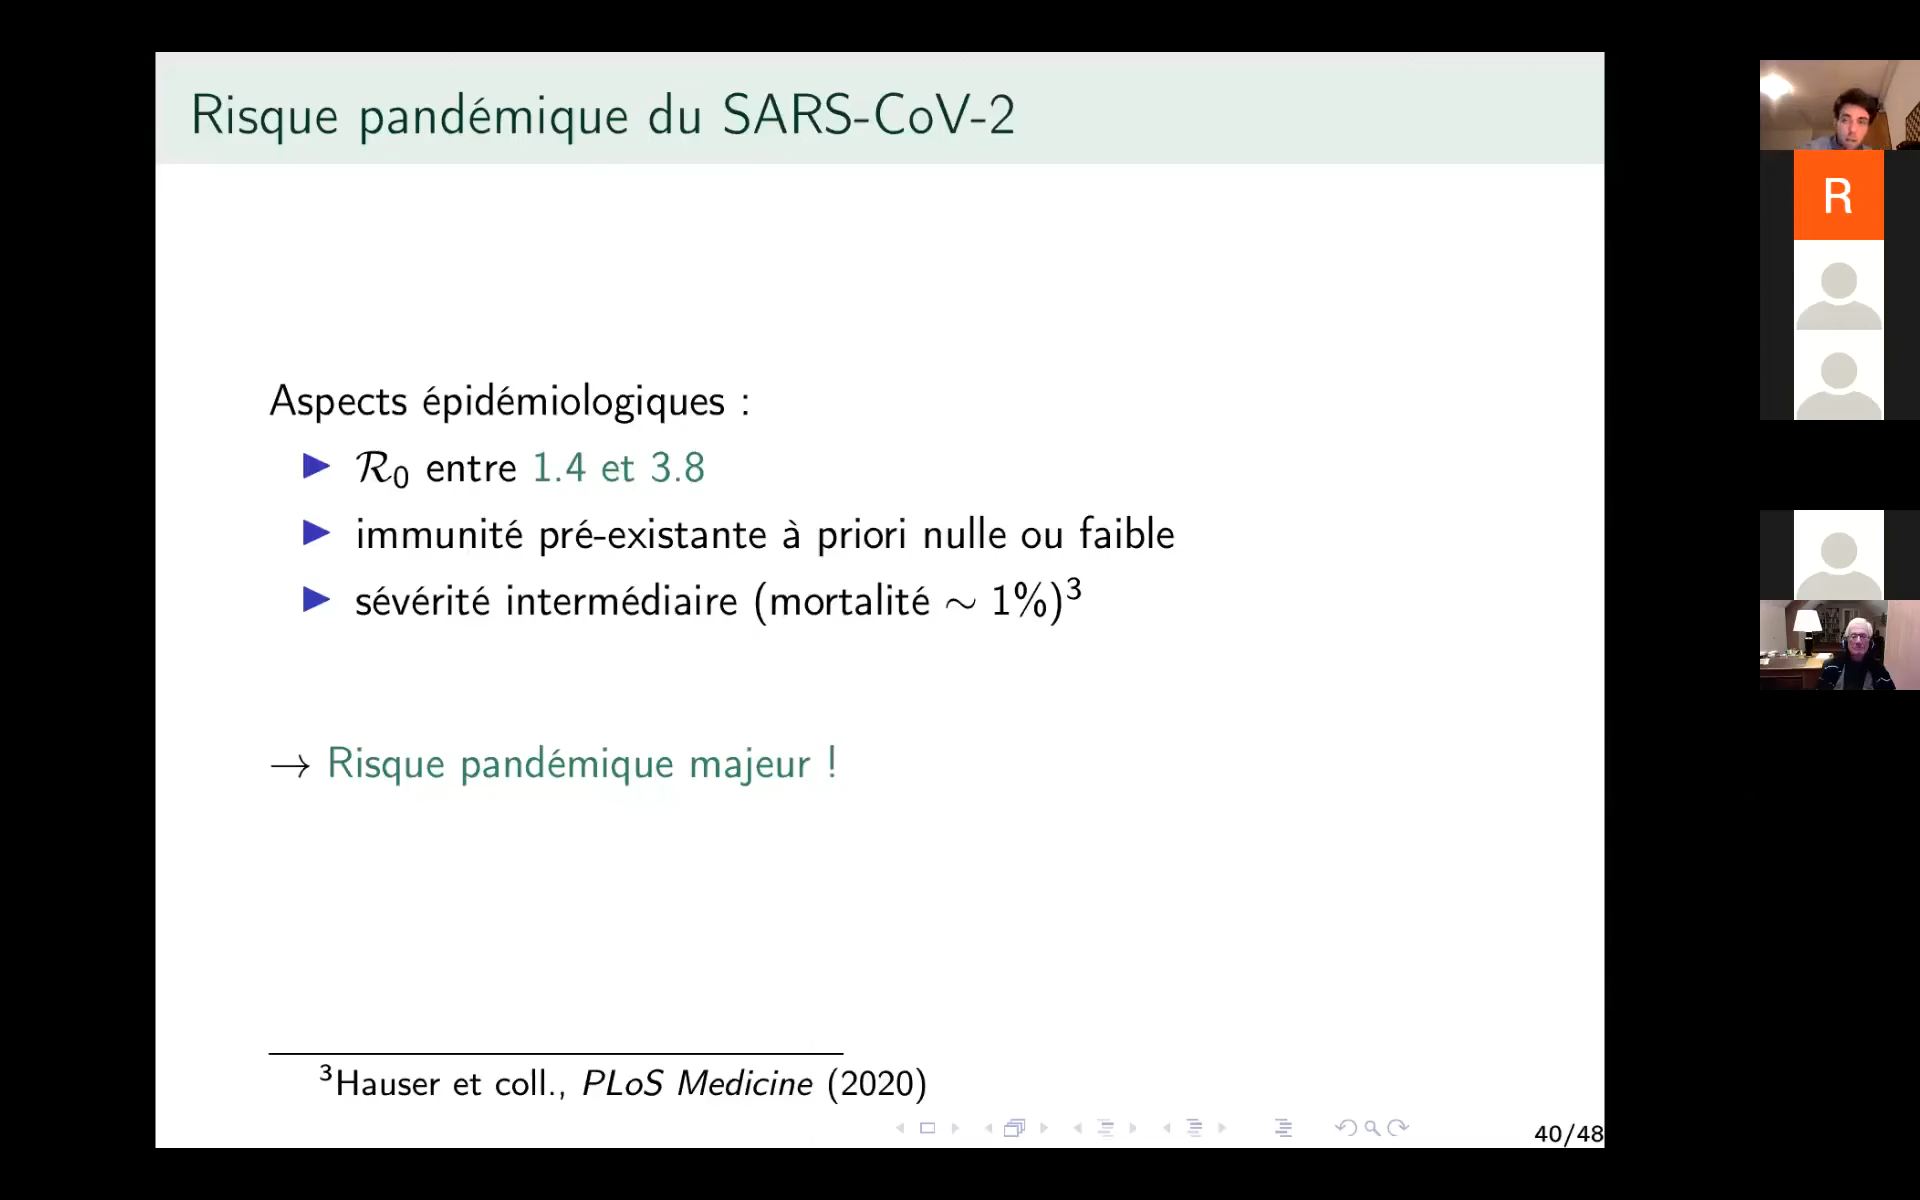 Risque pandémique du SARS-CoV-2
R
Aspects épidémiologiques :
▶ R₀ entre 1.4 et 3.8
▶ immunité pré-existante à priori nulle ou faible
▶ sévérité intermédiaire (mortalité ∼ 1%)³
→ Risque pandémique majeur !
³Hauser et coll., PLoS Medicine (2020)
40/48